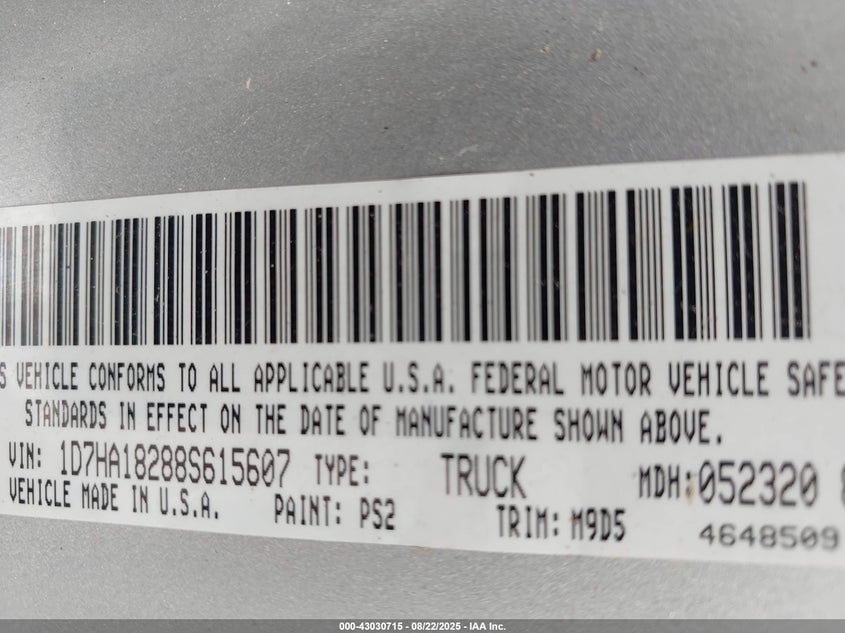 S VEHICLE CONFORMS TO ALL APPLICABLE U.S.A. FEDERAL MOTOR VEHICLE SAFE
STANDARDS IN EFFECT ON THE DATE OF MANUFACTURE SHOWN ABOVE.
VIN: 1D7HA18288S615607 TYPE: TRUCK MDH:052320
VEHICLE MADE IN U.S.A. PAINT: PS2 TRIM: M9D5 4648509
000-43030715 - 08/22/2025 - IAA Inc.